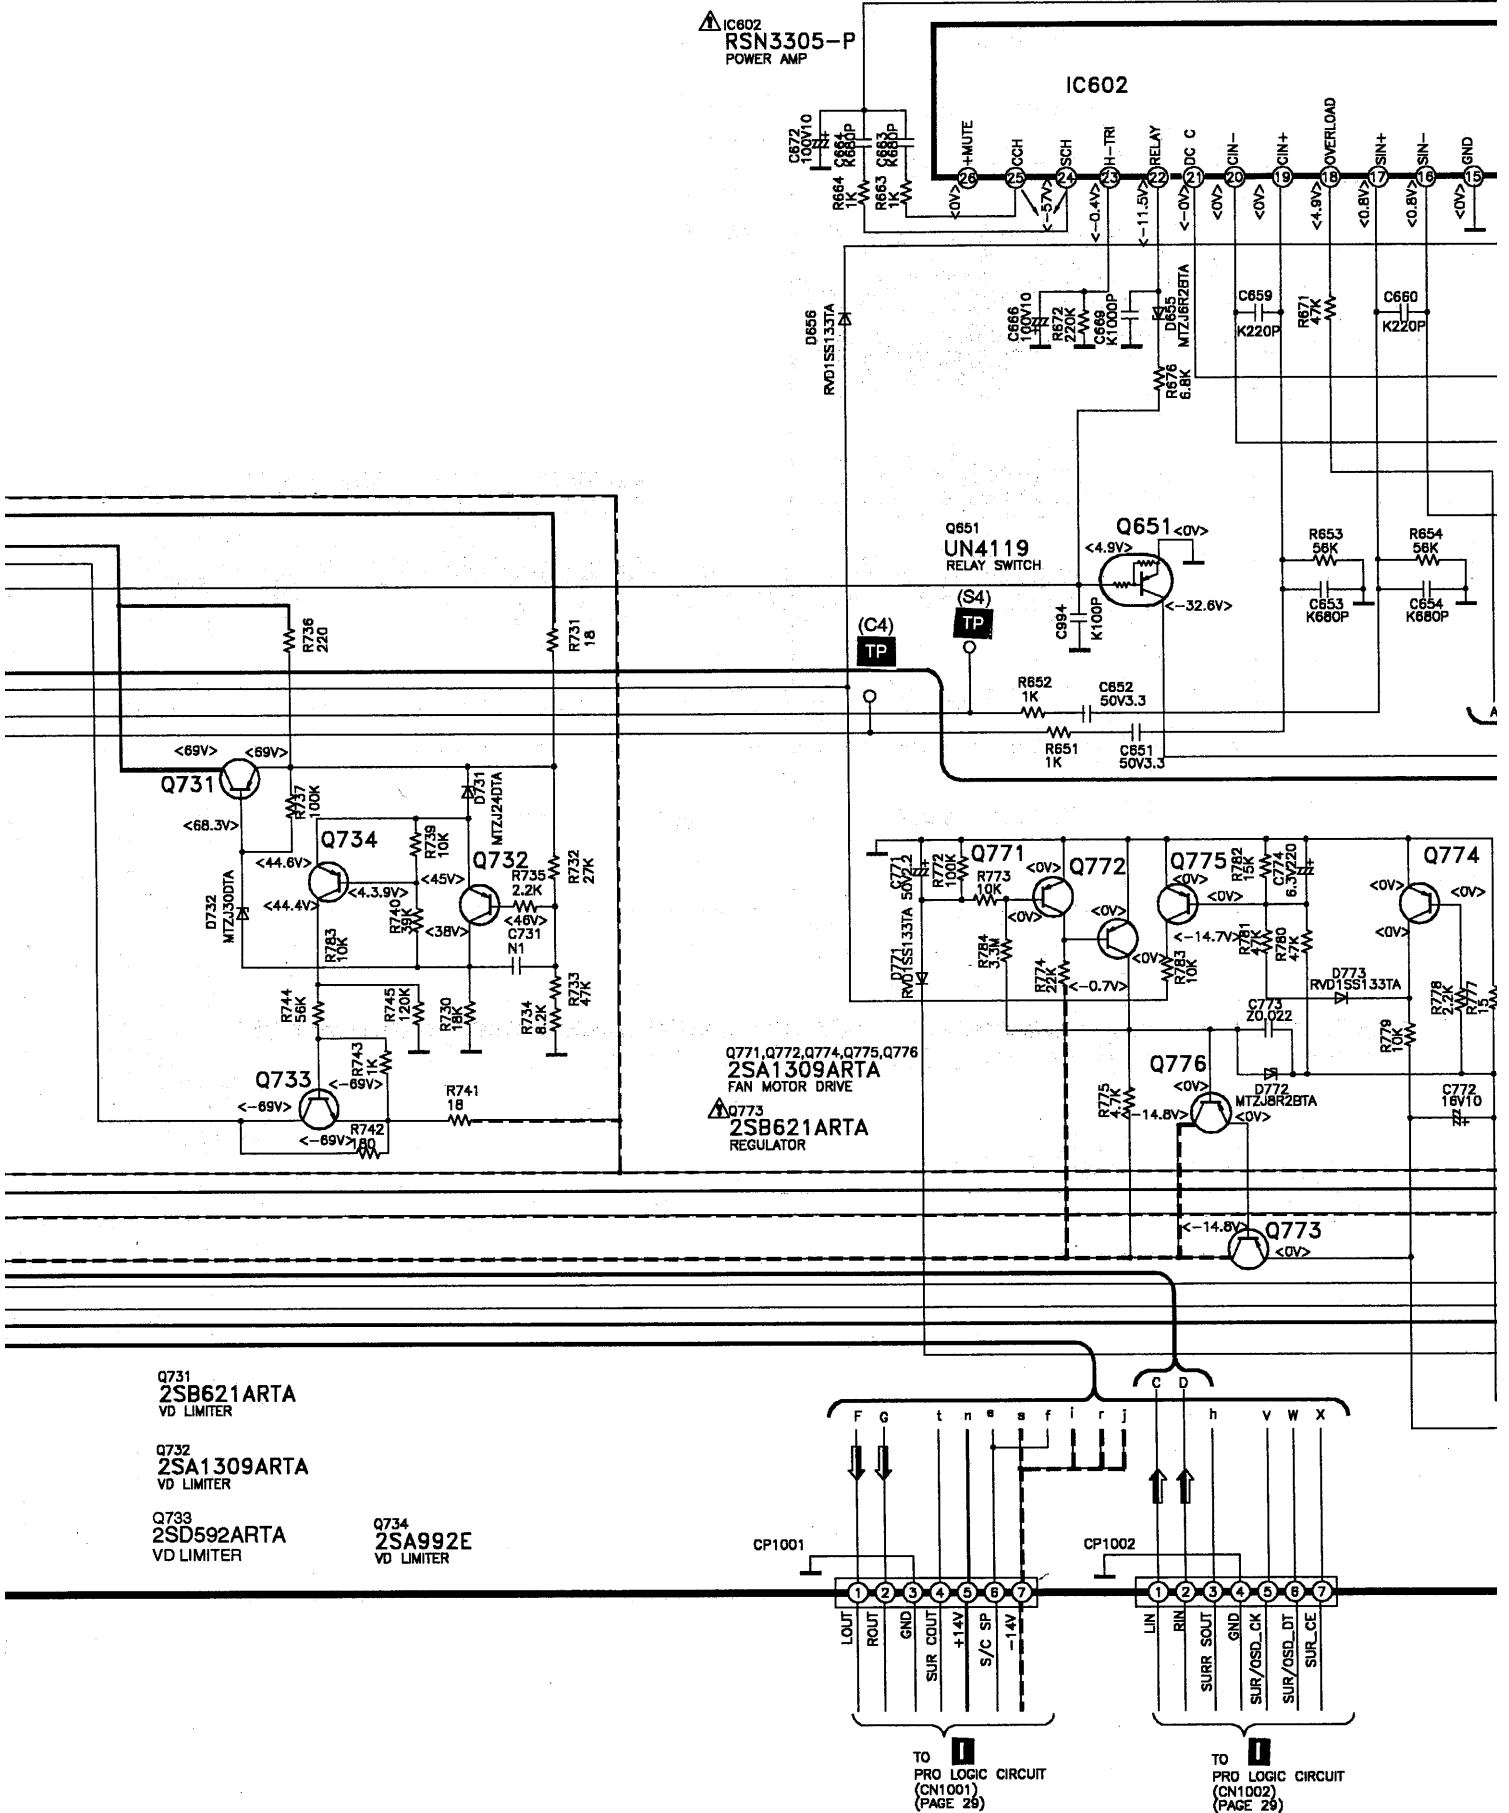 IC602
RSN3305-P
POWER AMP
IC602
C672
100V10
C664
K680P
C663
K680P
R664
1K
R663
1K
+MUTE
CCH
SCH
H-TRI
RELAY
DC C
CIN-
CIN+
OVERLOAD
SIN+
SIN-
GND
26
25
24
23
22
21
20
19
18
17
16
15
<0V>
<-57V>
<-0.4V>
<-11.5V>
<-0V>
<0V>
<0V>
<4.9V>
<0.8V>
<0.8V>
<0V>
D656
RVD1SS133TA
C666
100V10
R672
220K
C669
K1000P
D655
MTZJ6R2BTA
C659
K220P
R671
47K
C660
K220P
R676
6.8K
Q651
UN4119
RELAY SWITCH
Q651
<0V>
<4.9V>
<-32.6V>
R653
56K
R654
56K
C653
K680P
C654
K680P
C994
K100P
(S4)
TP
(C4)
TP
R736
220
R731
18
R652
1K
C652
50V3.3
R651
1K
C651
50V3.3
A
<69V>
<69V>
Q731
<68.3V>
R737
100K
D731
MTZJ24DTA
Q734
R739
10K
<44.6V>
<4.3.9V>
<45V>
Q732
R735
2.2K
R732
27K
D732
MTZJ30DTA
<44.4V>
R740
39K
<38V>
<46V>
C731
N1
R783
10K
R733
47K
R744
56K
R745
120K
R730
18K
R734
8.2K
R743
1K
Q733
<-69V>
<-69V>
<-69V>
R742
180
R741
18
C771
50V2.2
R772
100K
Q771
R773
10K
<0V>
<0V>
Q772
<0V>
Q775
<0V>
<0V>
R782
15K
C774
6.3V220
Q774
<0V>
<0V>
<0V>
D771
RVD1SS133TA
R784
3.3M
R774
22K
<-0.7V>
<0V>
<-14.7V>
R783
10K
R781
47K
R780
47K
D773
RVD1SS133TA
R778
2.2K
R777
15
C773
Z0.022
R779
10K
Q771,Q772,Q774,Q775,Q776
2SA1309ARTA
FAN MOTOR DRIVE
Q773
2SB621ARTA
REGULATOR
Q776
<0V>
R775
4.7K
<-14.8V>
<0V>
D772
MTZJ8R2BTA
C772
16V10
<-14.8V>
Q773
<0V>
Q731
2SB621ARTA
VD LIMITER
Q732
2SA1309ARTA
VD LIMITER
Q733
2SD592ARTA
VD LIMITER
Q734
2SA992E
VD LIMITER
C D
F G t n e s f i r j
h V W X
CP1001
CP1002
1 2 3 4 5 6 7
1 2 3 4 5 6 7
LOUT
ROUT
GND
SUR COUT
+14V
S/C SP
-14V
LIN
RIN
SURR SOUT
GND
SUR/OSD_CK
SUR/OSD_DT
SUR_CE
TO I
PRO LOGIC CIRCUIT
(CN1001)
(PAGE 29)
TO I
PRO LOGIC CIRCUIT
(CN1002)
(PAGE 29)